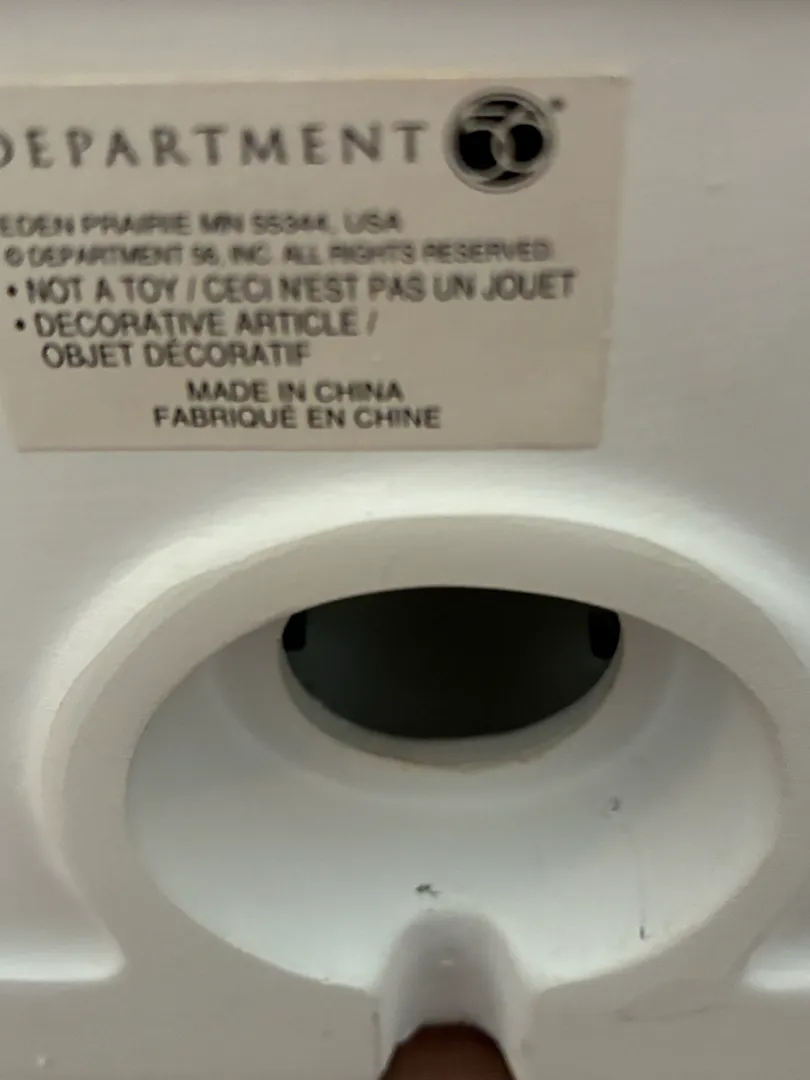 DEPARTMENT 56
EDEN PRAIRIE MN 55344, USA
© DEPARTMENT 56, INC. ALL RIGHTS RESERVED
• NOT A TOY / CECI N'EST PAS UN JOUET
• DECORATIVE ARTICLE /
OBJET DÉCORATIF
MADE IN CHINA
FABRIQUÉ EN CHINE